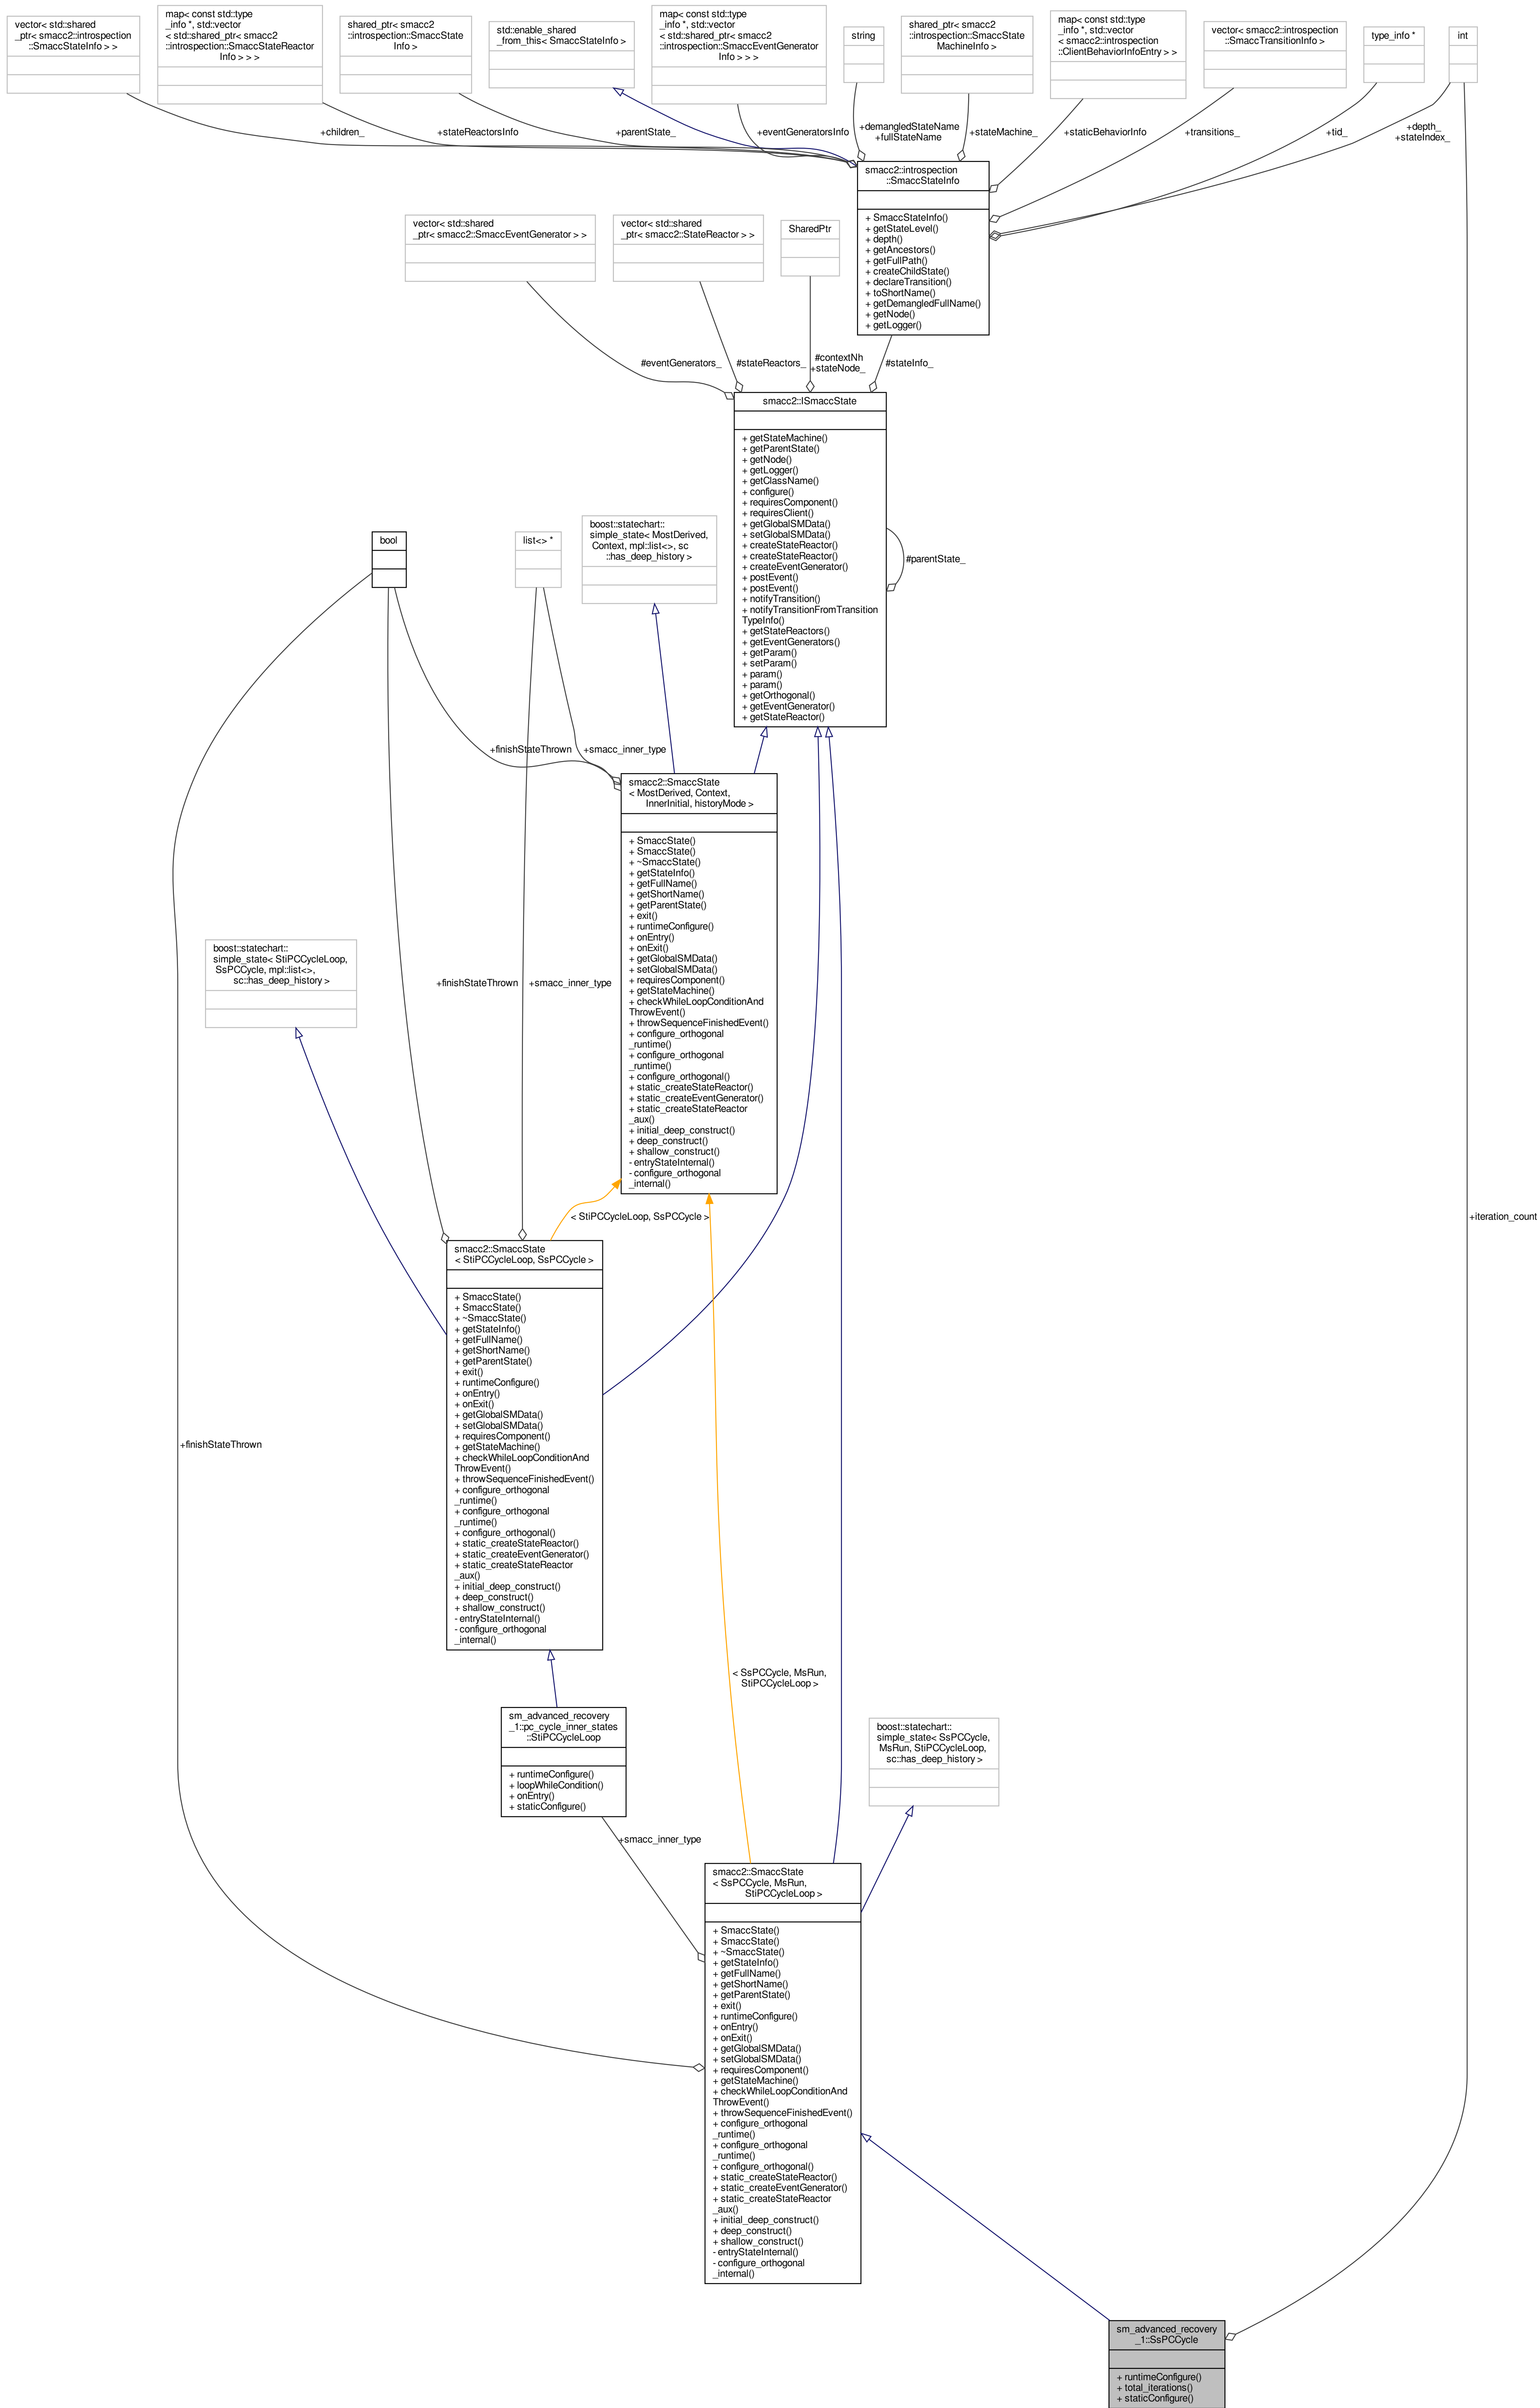 vector< std::shared
_ptr< smacc2::introspection
::SmaccStateInfo > >
map< const std::type
_info *, std::vector
< std::shared_ptr< smacc2
::introspection::SmaccStateReactor
Info > > >
shared_ptr< smacc2
::introspection::SmaccState
Info >
std::enable_shared
_from_this< SmaccStateInfo >
map< const std::type
_info *, std::vector
< std::shared_ptr< smacc2
::introspection::SmaccEventGenerator
Info > > >
string
shared_ptr< smacc2
::introspection::SmaccState
MachineInfo >
map< const std::type
_info *, std::vector
< smacc2::introspection
::ClientBehaviorInfoEntry > >
vector< smacc2::introspection
::SmaccTransitionInfo >
type_info *
int
+children_
+stateReactorsInfo
+parentState_
+eventGeneratorsInfo
+demangledStateName
+fullStateName
+stateMachine_
+staticBehaviorInfo
+transitions_
+tid_
+depth_
+stateIndex_
smacc2::introspection
::SmaccStateInfo
+ SmaccStateInfo()
+ getStateLevel()
+ depth()
+ getAncestors()
+ getFullPath()
+ createChildState()
+ declareTransition()
+ toShortName()
+ getDemangledFullName()
+ getNode()
+ getLogger()
vector< std::shared
_ptr< smacc2::SmaccEventGenerator > >
vector< std::shared
_ptr< smacc2::StateReactor > >
SharedPtr
#eventGenerators_
#stateReactors_
#contextNh
+stateNode_
#stateInfo_
smacc2::ISmaccState
+ getStateMachine()
+ getParentState()
+ getNode()
+ getLogger()
+ getClassName()
+ configure()
+ requiresComponent()
+ requiresClient()
+ getGlobalSMData()
+ setGlobalSMData()
+ createStateReactor()
+ createStateReactor()
+ createEventGenerator()
+ postEvent()
+ postEvent()
+ notifyTransition()
+ notifyTransitionFromTransition
TypeInfo()
+ getStateReactors()
+ getEventGenerators()
+ getParam()
+ setParam()
+ param()
+ param()
+ getOrthogonal()
+ getEventGenerator()
+ getStateReactor()
#parentState_
bool
list<> *
boost::statechart::
simple_state< MostDerived,
Context, mpl::list<>, sc
::has_deep_history >
+finishStateThrown
+smacc_inner_type
smacc2::SmaccState
< MostDerived, Context,
InnerInitial, historyMode >
+ SmaccState()
+ SmaccState()
+ ~SmaccState()
+ getStateInfo()
+ getFullName()
+ getShortName()
+ getParentState()
+ exit()
+ runtimeConfigure()
+ onEntry()
+ onExit()
+ getGlobalSMData()
+ setGlobalSMData()
+ requiresComponent()
+ getStateMachine()
+ checkWhileLoopConditionAnd
ThrowEvent()
+ throwSequenceFinishedEvent()
+ configure_orthogonal
_runtime()
+ configure_orthogonal
_runtime()
+ configure_orthogonal()
+ static_createStateReactor()
+ static_createEventGenerator()
+ static_createStateReactor
_aux()
+ initial_deep_construct()
+ deep_construct()
+ shallow_construct()
- entryStateInternal()
- configure_orthogonal
_internal()
boost::statechart::
simple_state< StiPCCycleLoop,
SsPCCycle, mpl::list<>,
sc::has_deep_history >
+finishStateThrown
+smacc_inner_type
< StiPCCycleLoop, SsPCCycle >
+iteration_count
smacc2::SmaccState
< StiPCCycleLoop, SsPCCycle >
+ SmaccState()
+ SmaccState()
+ ~SmaccState()
+ getStateInfo()
+ getFullName()
+ getShortName()
+ getParentState()
+ exit()
+ runtimeConfigure()
+ onEntry()
+ onExit()
+ getGlobalSMData()
+ setGlobalSMData()
+ requiresComponent()
+ getStateMachine()
+ checkWhileLoopConditionAnd
ThrowEvent()
+ throwSequenceFinishedEvent()
+ configure_orthogonal
_runtime()
+ configure_orthogonal
_runtime()
+ configure_orthogonal()
+ static_createStateReactor()
+ static_createEventGenerator()
+ static_createStateReactor
_aux()
+ initial_deep_construct()
+ deep_construct()
+ shallow_construct()
- entryStateInternal()
- configure_orthogonal
_internal()
+finishStateThrown
< SsPCCycle, MsRun,
StiPCCycleLoop >
sm_advanced_recovery
_1::pc_cycle_inner_states
::StiPCCycleLoop
+ runtimeConfigure()
+ loopWhileCondition()
+ onEntry()
+ staticConfigure()
boost::statechart::
simple_state< SsPCCycle,
MsRun, StiPCCycleLoop,
sc::has_deep_history >
+smacc_inner_type
smacc2::SmaccState
< SsPCCycle, MsRun,
StiPCCycleLoop >
+ SmaccState()
+ SmaccState()
+ ~SmaccState()
+ getStateInfo()
+ getFullName()
+ getShortName()
+ getParentState()
+ exit()
+ runtimeConfigure()
+ onEntry()
+ onExit()
+ getGlobalSMData()
+ setGlobalSMData()
+ requiresComponent()
+ getStateMachine()
+ checkWhileLoopConditionAnd
ThrowEvent()
+ throwSequenceFinishedEvent()
+ configure_orthogonal
_runtime()
+ configure_orthogonal
_runtime()
+ configure_orthogonal()
+ static_createStateReactor()
+ static_createEventGenerator()
+ static_createStateReactor
_aux()
+ initial_deep_construct()
+ deep_construct()
+ shallow_construct()
- entryStateInternal()
- configure_orthogonal
_internal()
sm_advanced_recovery
_1::SsPCCycle
+ runtimeConfigure()
+ total_iterations()
+ staticConfigure()